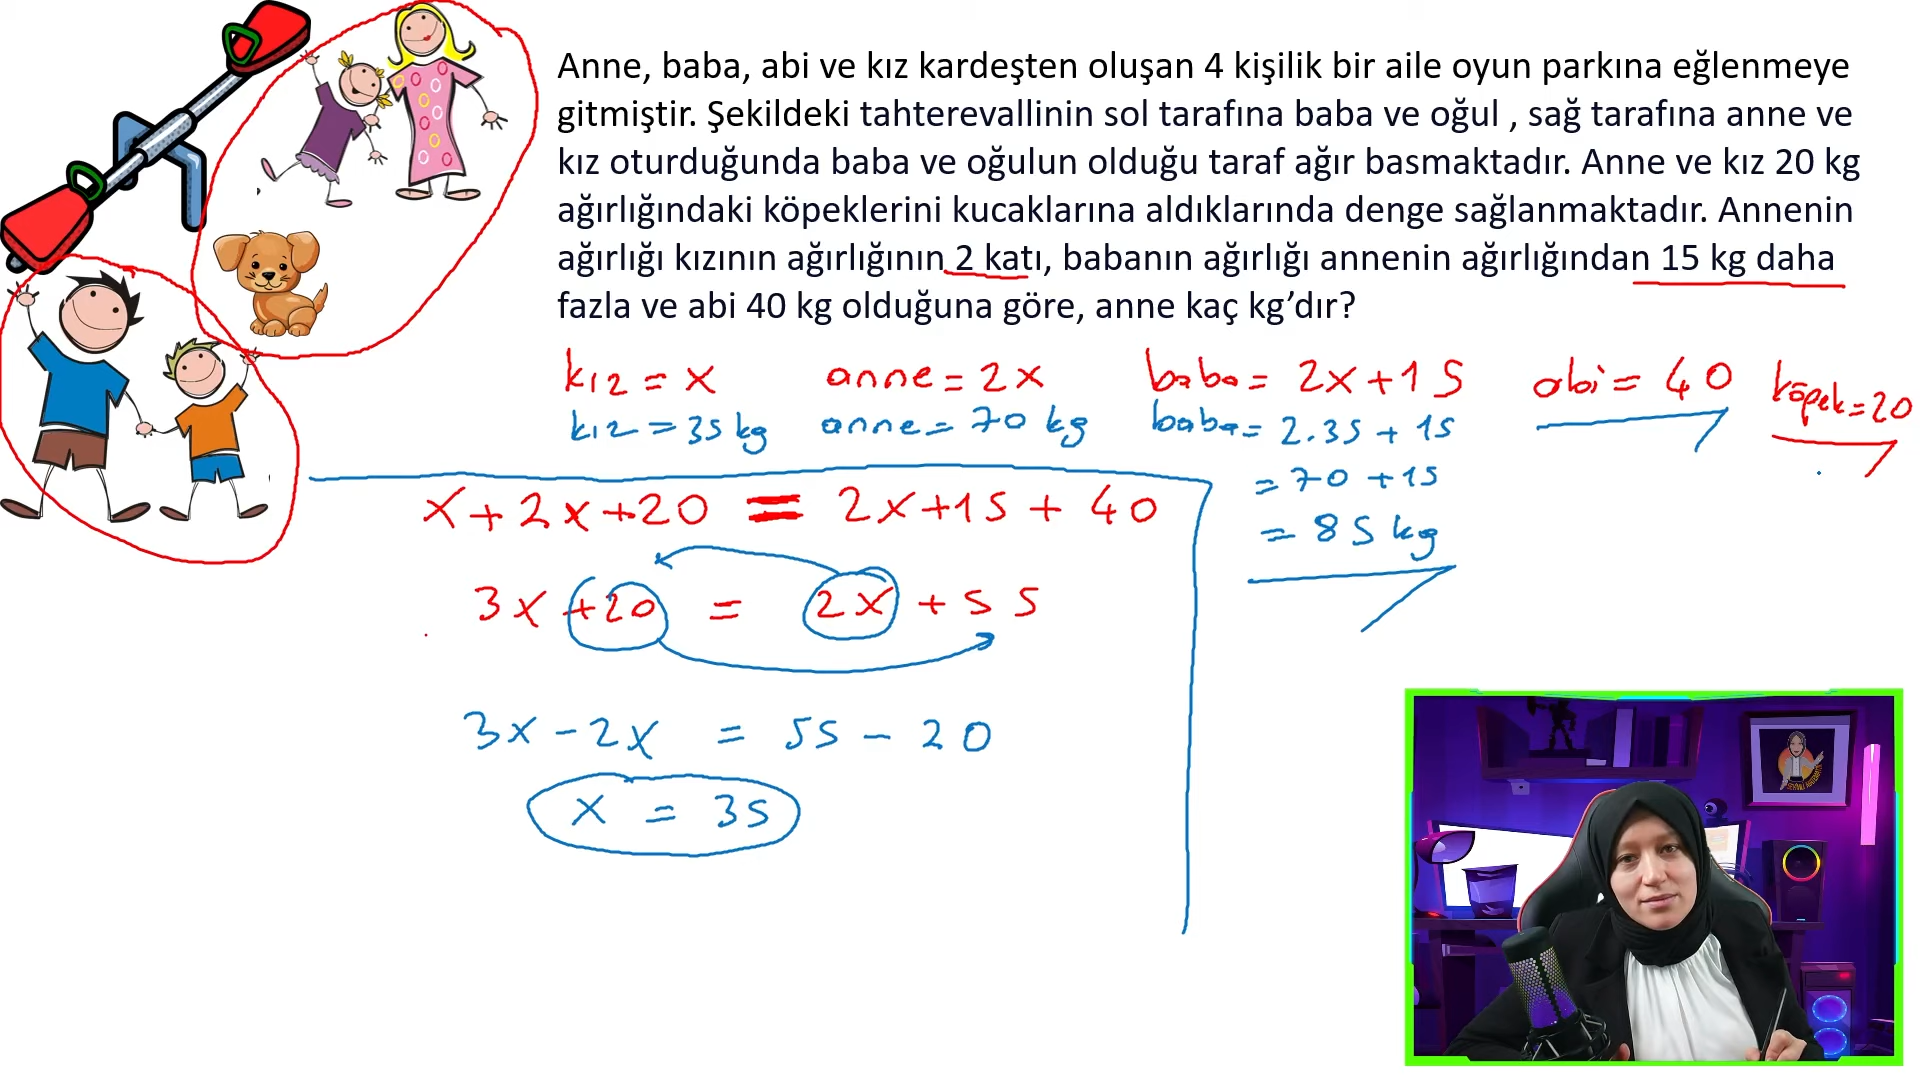 Anne, baba, abi ve kız kardeşten oluşan 4 kişilik bir aile oyun parkına eğlenmeye
gitmiştir. Şekildeki tahterevallinin sol tarafına baba ve oğul , sağ tarafına anne ve
kız oturduğunda baba ve oğulun olduğu taraf ağır basmaktadır. Anne ve kız 20 kg
ağırlığındaki köpeklerini kucaklarına aldıklarında denge sağlanmaktadır. Annenin
ağırlığı kızının ağırlığının 2 katı, babanın ağırlığı annenin ağırlığından 15 kg daha
fazla ve abi 40 kg olduğuna göre, anne kaç kg’dır?
kız = x anne = 2x baba = 2x+15 abi = 40 köpek = 20
kız = 35 kg anne = 70 kg baba = 2.35 + 15
= 70 + 15
= 85 kg
x + 2x + 20 = 2x + 15 + 40
3x + 20 = 2x + 55
3x - 2x = 55 - 20
x = 35